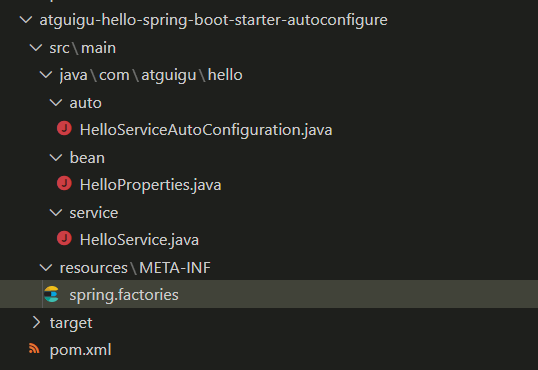 atguigu-hello-spring-boot-starter-autoconfigure
src\main
java\com\atguigu\hello
auto
HelloServiceAutoConfiguration.java
bean
HelloProperties.java
service
HelloService.java
resources\META-INF
spring.factories
target
pom.xml